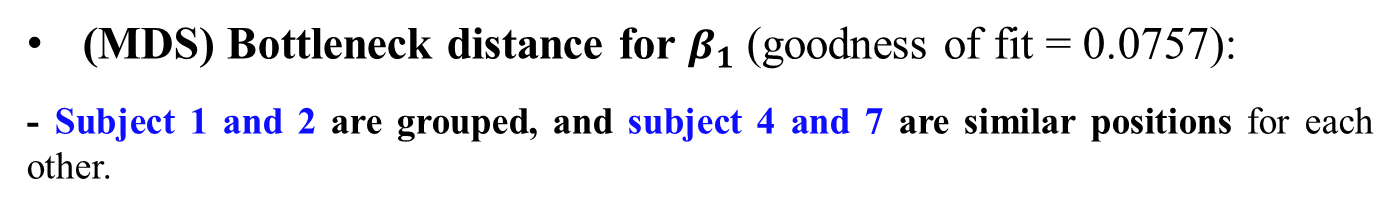 • (MDS) Bottleneck distance for β₁ (goodness of fit = 0.0757):
- Subject 1 and 2 are grouped, and subject 4 and 7 are similar positions for each
other.